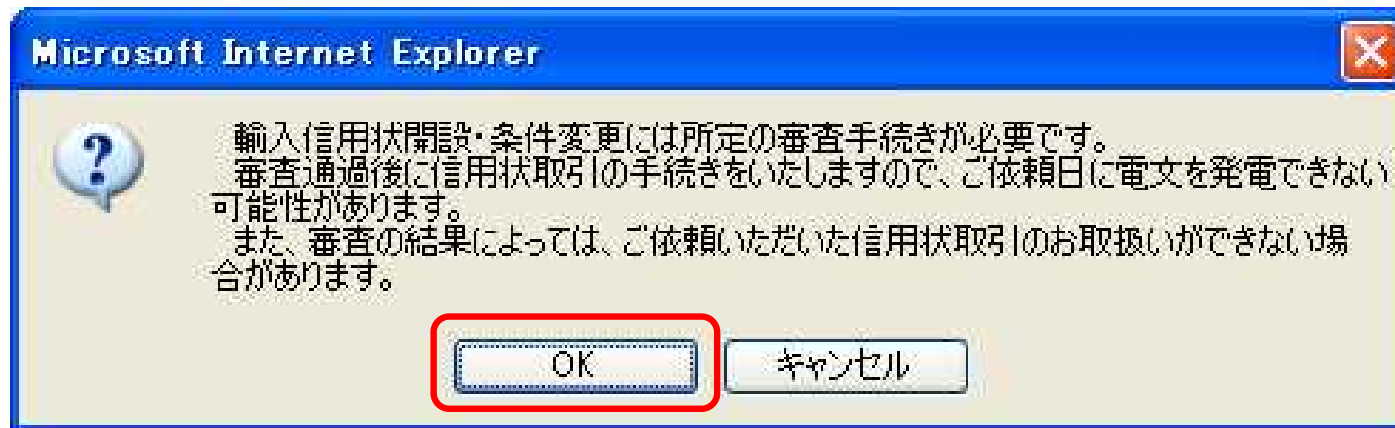 Microsoft Internet Explorer
輸入信用状開設・条件変更には所定の審査手続きが必要です。
審査通過後に信用状取引の手続きをいたしますので、ご依頼日に電文を発電できない
可能性があります。
また、審査の結果によっては、ご依頼いただいた信用状取引のお取扱いができない場
合があります。
OK キャンセル